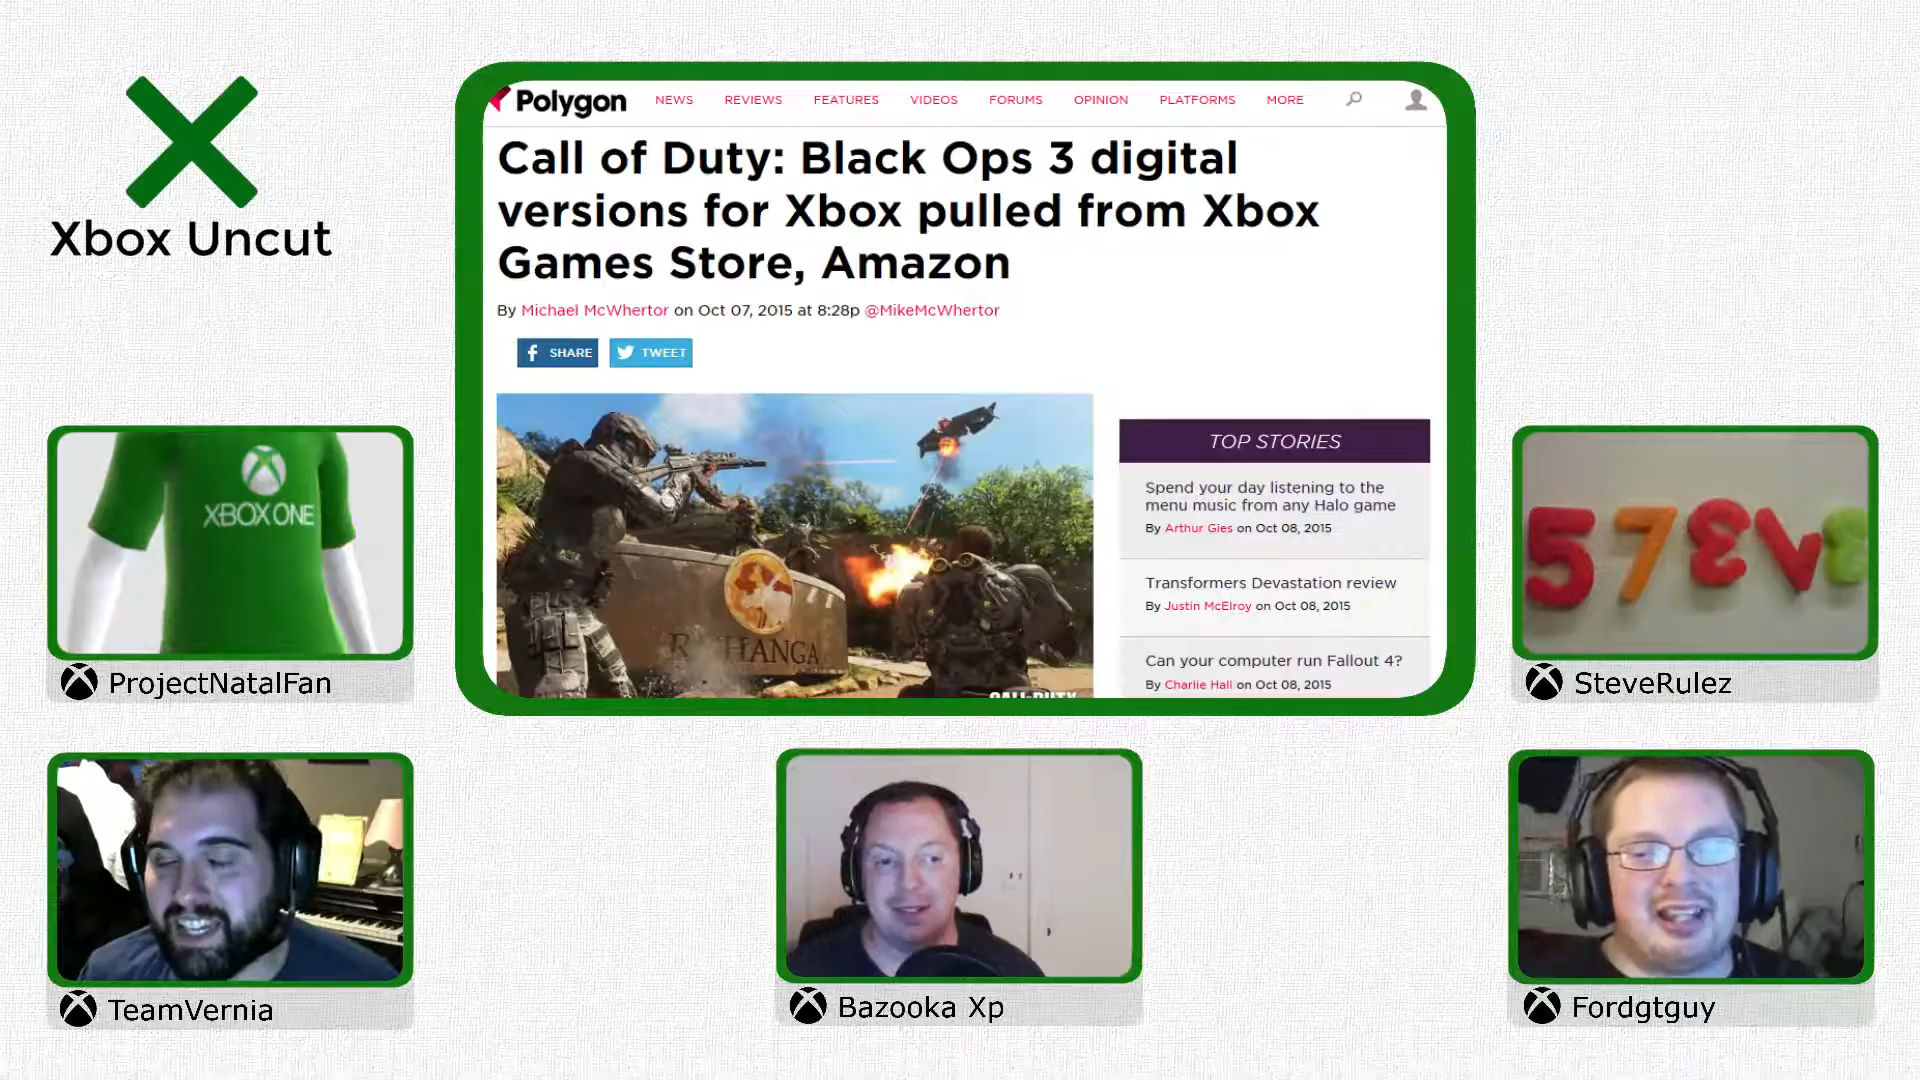 Xbox Uncut
Polygon
NEWS REVIEWS FEATURES VIDEOS FORUMS OPINION PLATFORMS MORE
Call of Duty: Black Ops 3 digital
versions for Xbox pulled from Xbox
Games Store, Amazon
By Michael McWhertor on Oct 07, 2015 at 8:28p @MikeMcWhertor
SHARE TWEET
TOP STORIES
Spend your day listening to the
menu music from any Halo game
By Arthur Gies on Oct 08, 2015
Transformers Devastation review
By Justin McElroy on Oct 08, 2015
Can your computer run Fallout 4?
By Charlie Hall on Oct 08, 2015
CALL OF DUTY
XBOX ONE
ProjectNatalFan
57EVE
SteveRulez
TeamVernia
Bazooka Xp
Fordgtguy